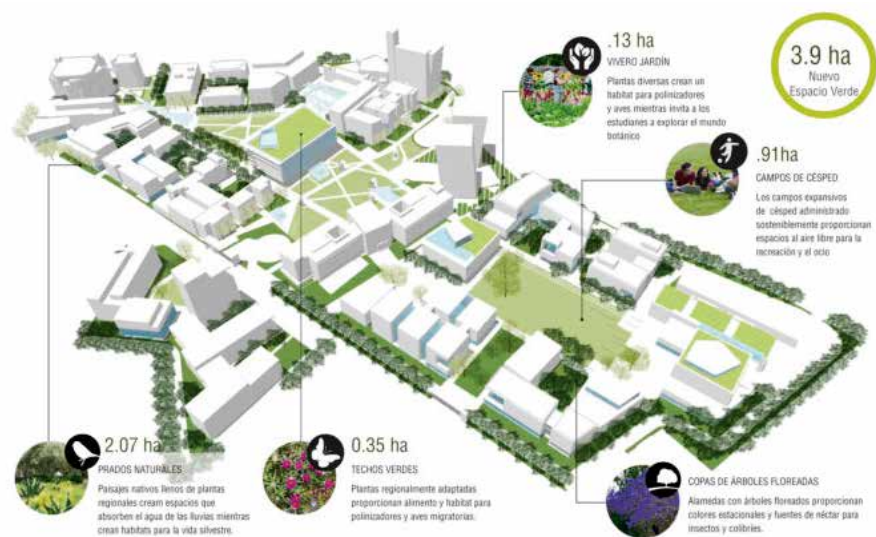 .13 ha
VIVERO JARDÍN
Plantas diversas crean un
habitat para polinizadores
y aves mientras invita a los
estudianes a explorar el mundo
botánico
3.9 ha
Nuevo
Espacio Verde
.91ha
CAMPOS DE CÉSPED
Los campos expansivos
de césped administrado
sosteniblemente proporcionan
espacios al aire libre para la
recreación y el ocio
2.07 ha
PRADOS NATURALES
Paisajes nativos llenos de plantas
regionales cream espacios que
absorben el agua de las lluvias mientras
crean habitats para la vida silvestre.
0.35 ha
TECHOS VERDES
Plantas regionalmente adaptadas
proporcionan alimento y habitat para
polinizadores y aves migratorias.
COPAS DE ÁRBOLES FLOREADAS
Alamedas con árboles floreados proporcionan
colores estacionales y fuentes de néctar para
insectos y colibríes.